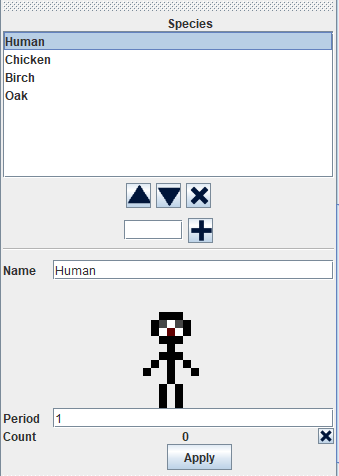 Species
Human
Chicken
Birch
Oak
Name Human
Period 1
Count 0
Apply